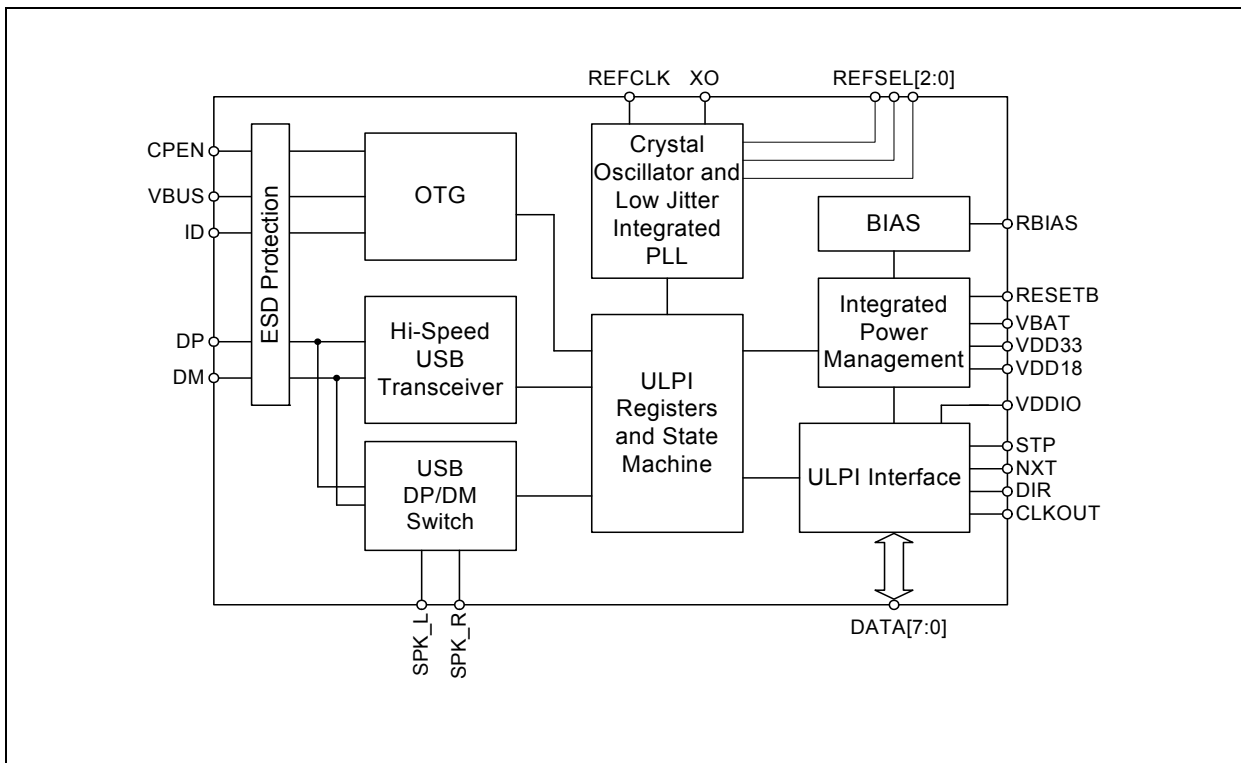 REFCLK XO REFSEL[2:0]
CPEN
VBUS
ID
DP
DM
ESD Protection
OTG
Hi-Speed
USB
Transceiver
USB
DP/DM
Switch
SPK_L
SPK_R
Crystal
Oscillator and
Low Jitter
Integrated
PLL
ULPI
Registers
and State
Machine
BIAS
Integrated
Power
Management
ULPI Interface
RBIAS
RESETB
VBAT
VDD33
VDD18
VDDIO
STP
NXT
DIR
CLKOUT
DATA[7:0]